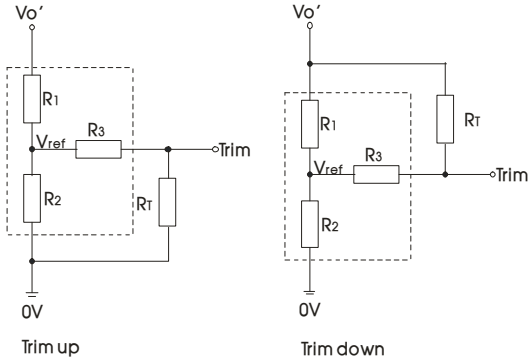 Vo'
R1
R3
Vref
Trim
R2
RT
0V
Trim up
Vo'
R1
RT
Vref
R3
Trim
R2
0V
Trim down